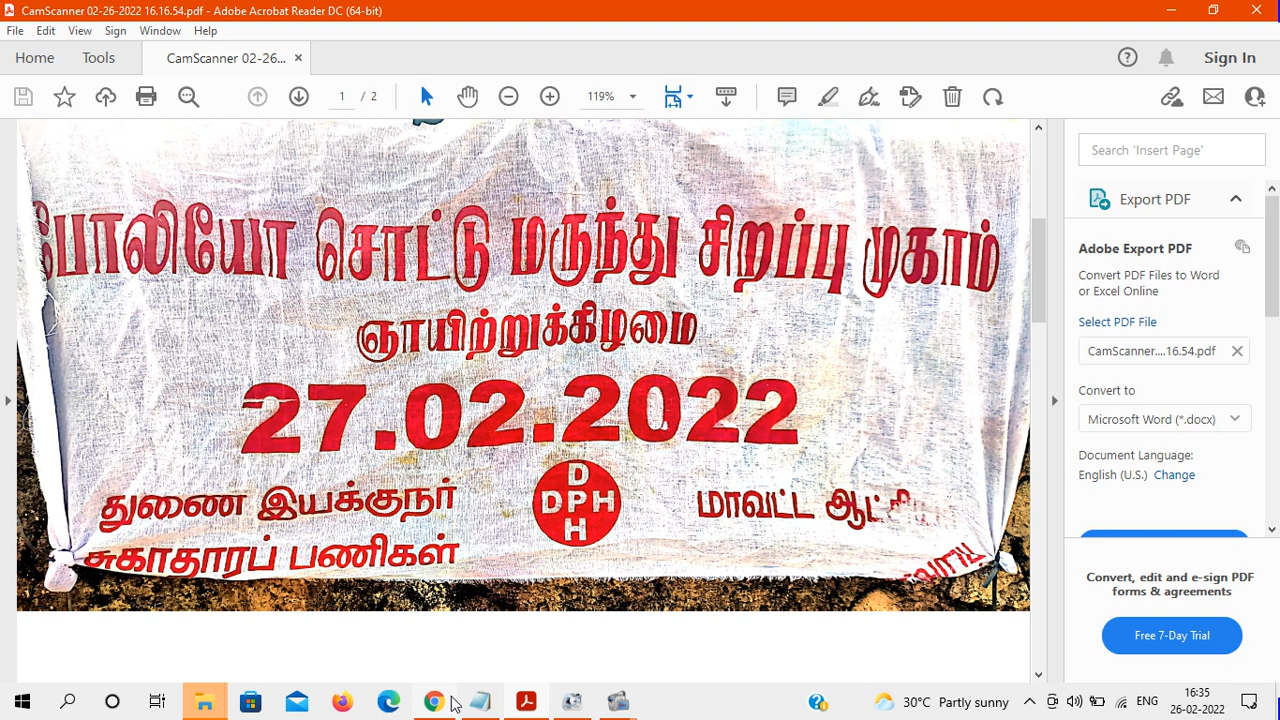 CamScanner 02-26-2022 16.16.54.pdf - Adobe Acrobat Reader DC (64-bit)
File Edit View Sign Window Help
Home Tools CamScanner 02-26... × Sign In
1 / 2 119%
போலியோ சொட்டு மருந்து சிறப்பு முகாம்
ஞாயிற்றுக்கிழமை
27.02.2022
துணை இயக்குநர்
சுகாதாரப் பணிகள்
D
DPH
H
மாவட்ட
Search 'Insert Page'
Export PDF
Adobe Export PDF
Convert PDF Files to Word
or Excel Online
Select PDF File
CamScanner....16.54.pdf
Convert to
Microsoft Word (*.docx)
Document Language:
English (U.S.) Change
Convert, edit and e-sign PDF
forms & agreements
Free 7-Day Trial
30°C Partly sunny ENG 16:35
26-02-2022